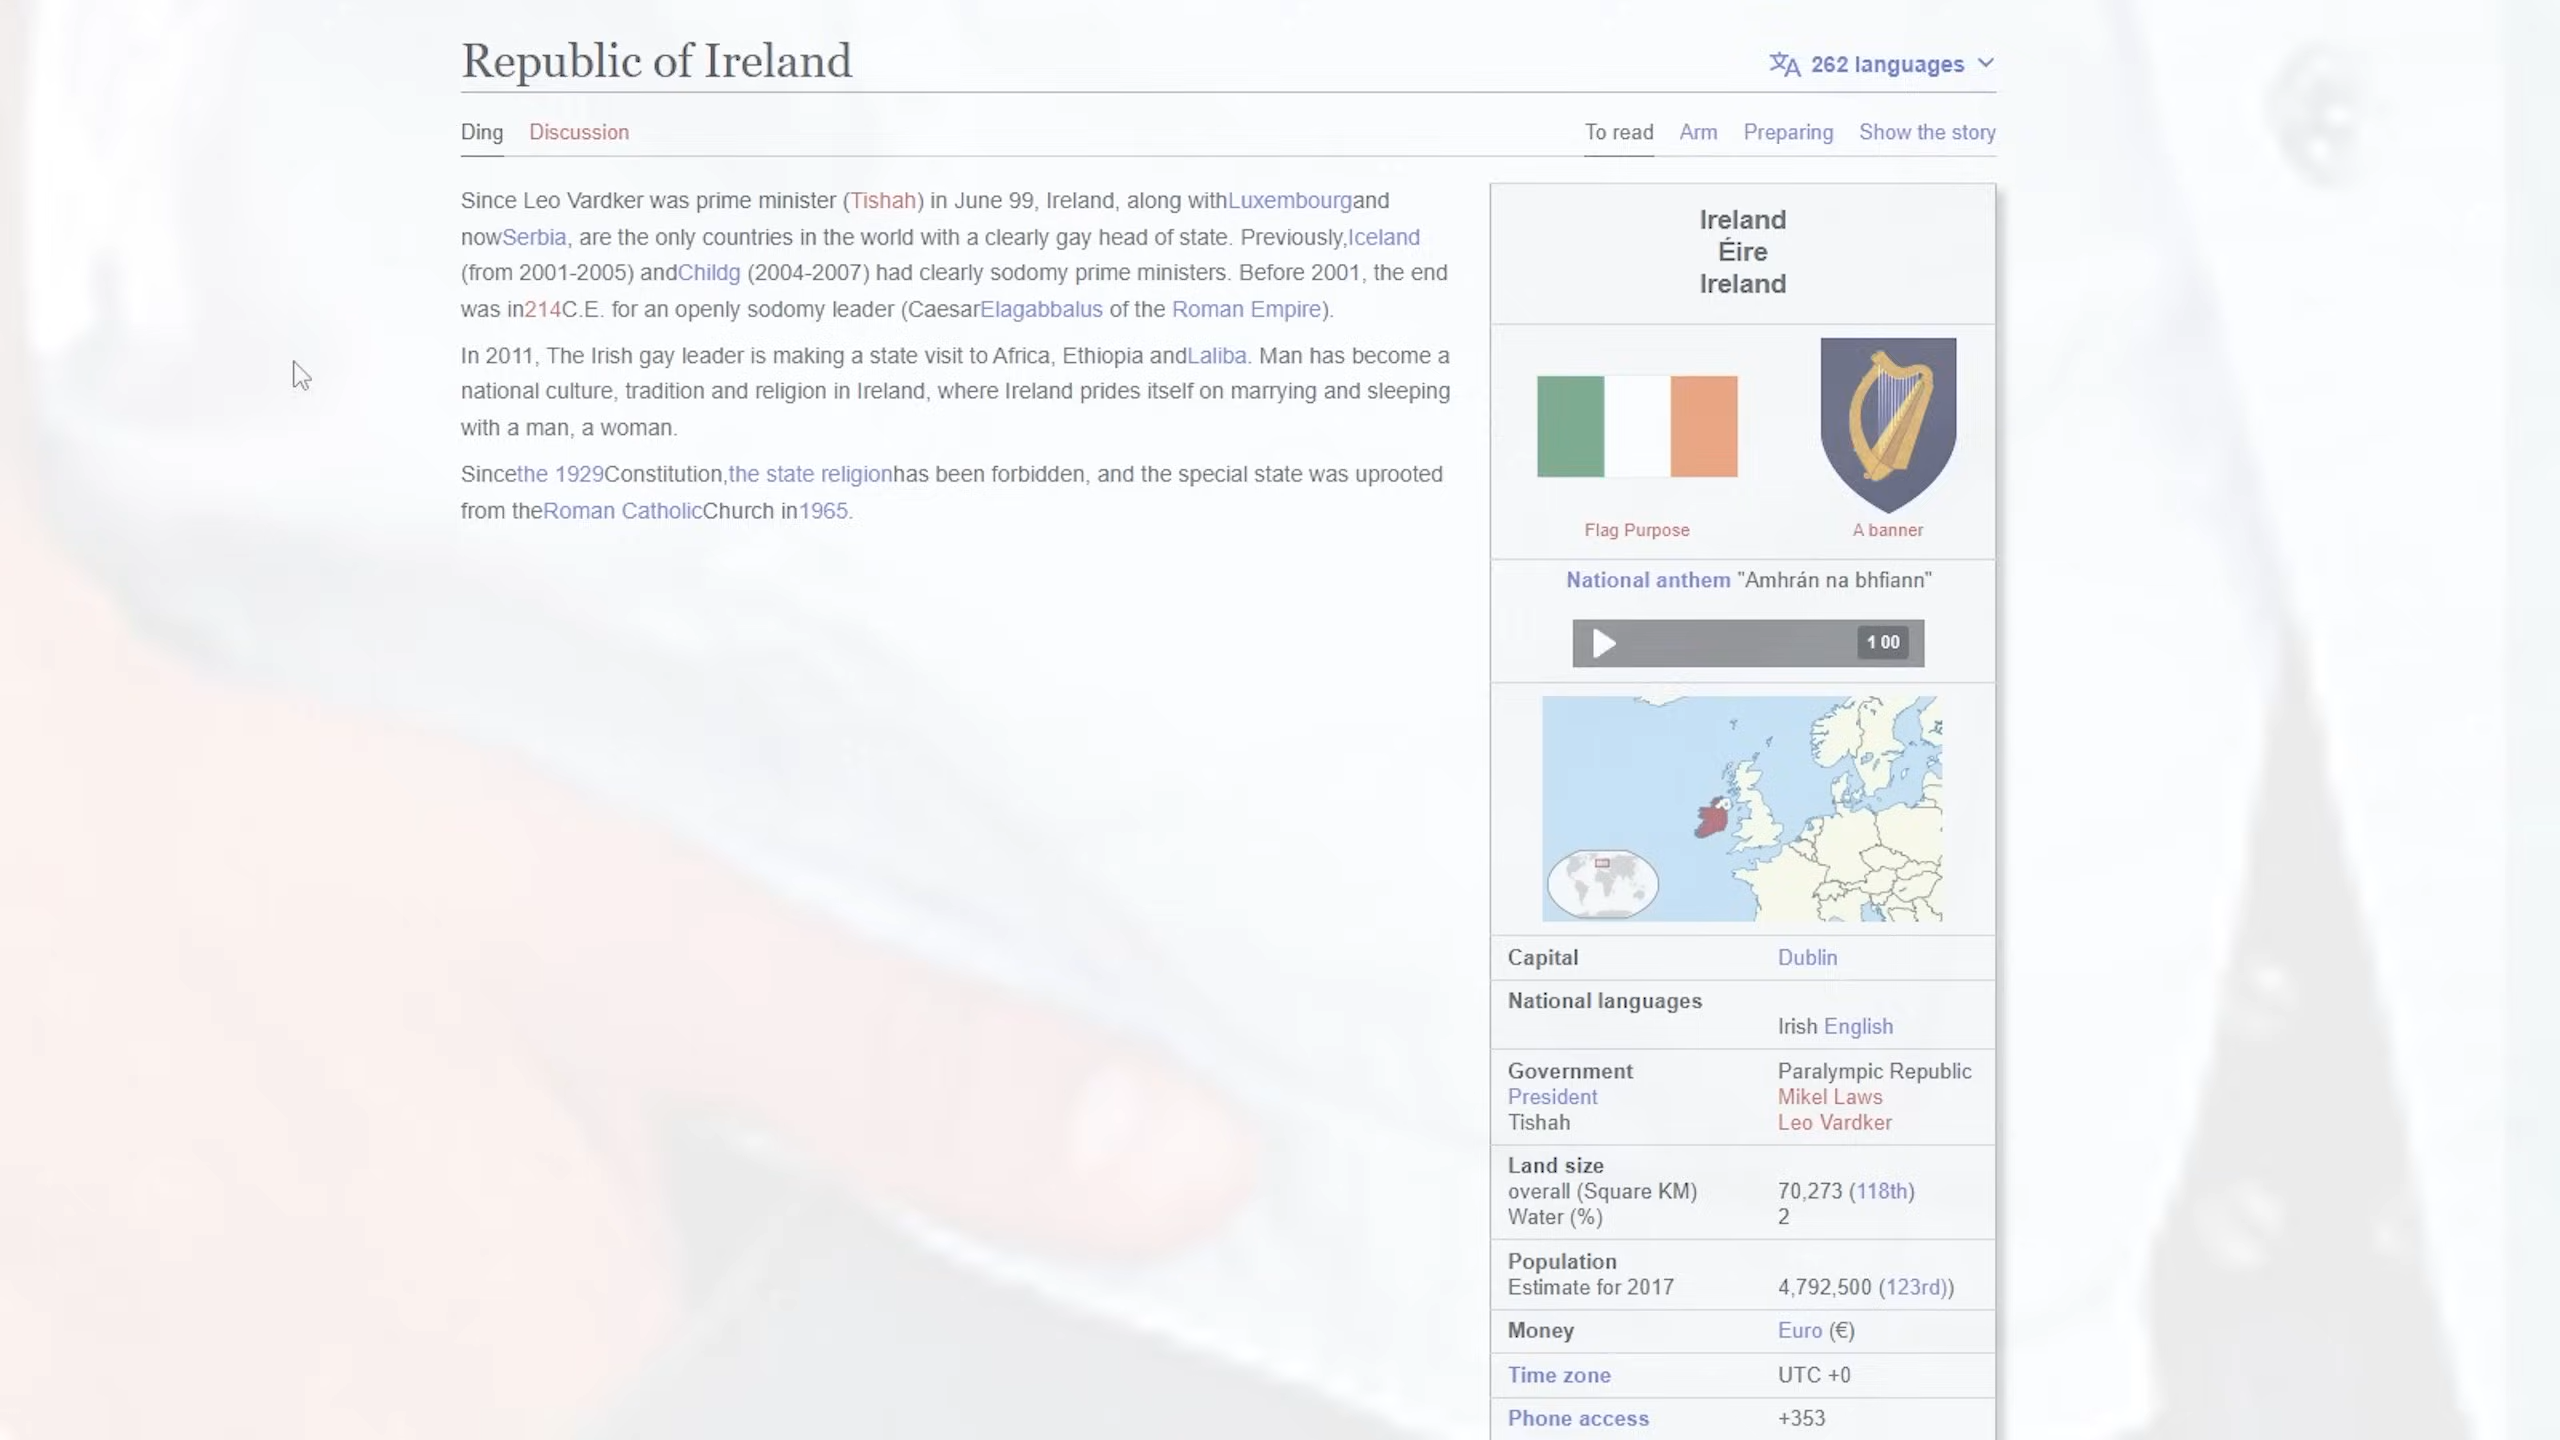 Republic of Ireland
262 languages
Ding Discussion
To read Arm Preparing Show the story
Since Leo Vardker was prime minister (Tishah) in June 99, Ireland, along withLuxembourgand
nowSerbia, are the only countries in the world with a clearly gay head of state. Previously,Iceland
(from 2001-2005) andChildg (2004-2007) had clearly sodomy prime ministers. Before 2001, the end
was in214C.E. for an openly sodomy leader (CaesarElagabbalus of the Roman Empire).
In 2011, The Irish gay leader is making a state visit to Africa, Ethiopia andLaliba. Man has become a
national culture, tradition and religion in Ireland, where Ireland prides itself on marrying and sleeping
with a man, a woman.
Sincethe 1929Constitution,the state religionhas been forbidden, and the special state was uprooted
from theRoman CatholicChurch in1965.
Ireland
Éire
Ireland
Flag Purpose A banner
National anthem "Amhrán na bhfiann"
1 00
Capital Dublin
National languages
Irish English
Government Paralympic Republic
President Mikel Laws
Tishah Leo Vardker
Land size
overall (Square KM) 70,273 (118th)
Water (%) 2
Population
Estimate for 2017 4,792,500 (123rd))
Money Euro (€)
Time zone UTC +0
Phone access +353